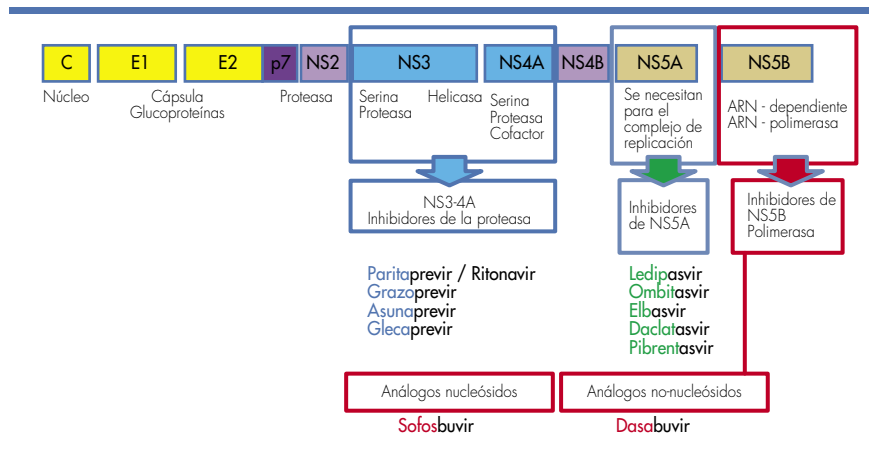 C E1 E2 p7 NS2 NS3 NS4A NS4B NS5A NS5B
Núcleo
Cápsula
Glucoproteínas
Proteasa
Serina
Proteasa
Helicasa
Serina
Proteasa
Cofactor
Se necesitan
para el
complejo de
replicación
ARN - dependiente
ARN - polimerasa
NS3-4A
Inhibidores de la proteasa
Inhibidores
de NS5A
Inhibidores de
NS5B
Polimerasa
Paritaprevir / Ritonavir
Grazoprevir
Asunaprevir
Glecaprevir
Ledipasvir
Ombitasvir
Elbasvir
Daclatasvir
Pibrentasvir
Análogos nucleósidos
Análogos no-nucleósidos
Sofosbuvir
Dasabuvir